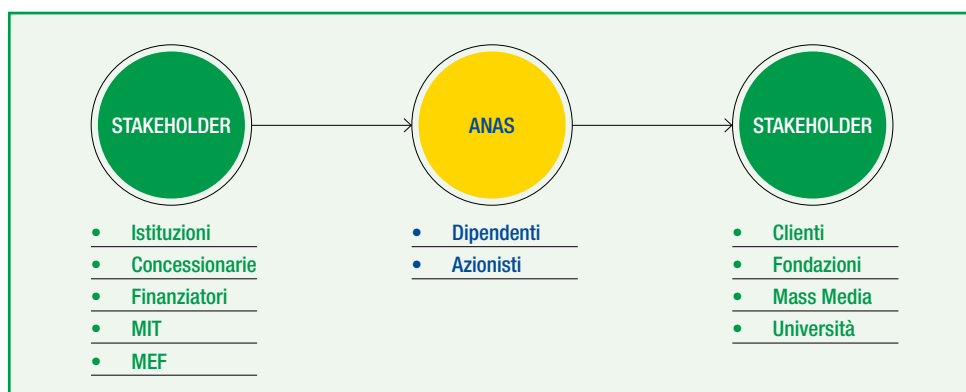 STAKEHOLDER
• Istituzioni
• Concessionarie
• Finanziatori
• MIT
• MEF
ANAS
• Dipendenti
• Azionisti
STAKEHOLDER
• Clienti
• Fondazioni
• Mass Media
• Università